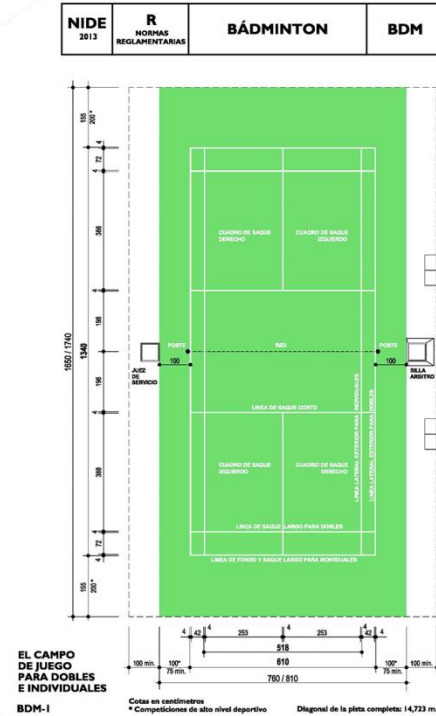 NIDE
2013
R
NORMAS
REGLAMENTARIAS
BÁDMINTON
BDM
155
200*
4
72
4
388
4
198
1650 / 1740
1340
198
4
388
4
72
4
155
200*
CUADRO DE SAQUE
DERECHO
CUADRO DE SAQUE
IZQUIERDO
POSTE
RED
POSTE
100
100
JUEZ
DE
SERVICIO
SILLA
ARBITRO
LINEA DE SAQUE CORTO
CUADRO DE SAQUE
IZQUIERDO
CUADRO DE SAQUE
DERECHO
LINEA LATERAL EXTERIOR PARA INDIVIDUALES
LINEA LATERAL EXTERIOR PARA DOBLES
LINEA DE SAQUE LARGO PARA DOBLES
LINEA DE FONDO Y SAQUE LARGO PARA INDIVIDUALES
4 42 4 253 4 253 4 42 4
518
100 min. 100* 610 100* 100 min.
75 min. 75 min.
760 / 810
EL CAMPO
DE JUEGO
PARA DOBLES
E INDIVIDUALES
BDM-1
Cotas en centímetros
* Competiciones de alto nivel deportivo
Diagonal de la pista completa: 14,723 m